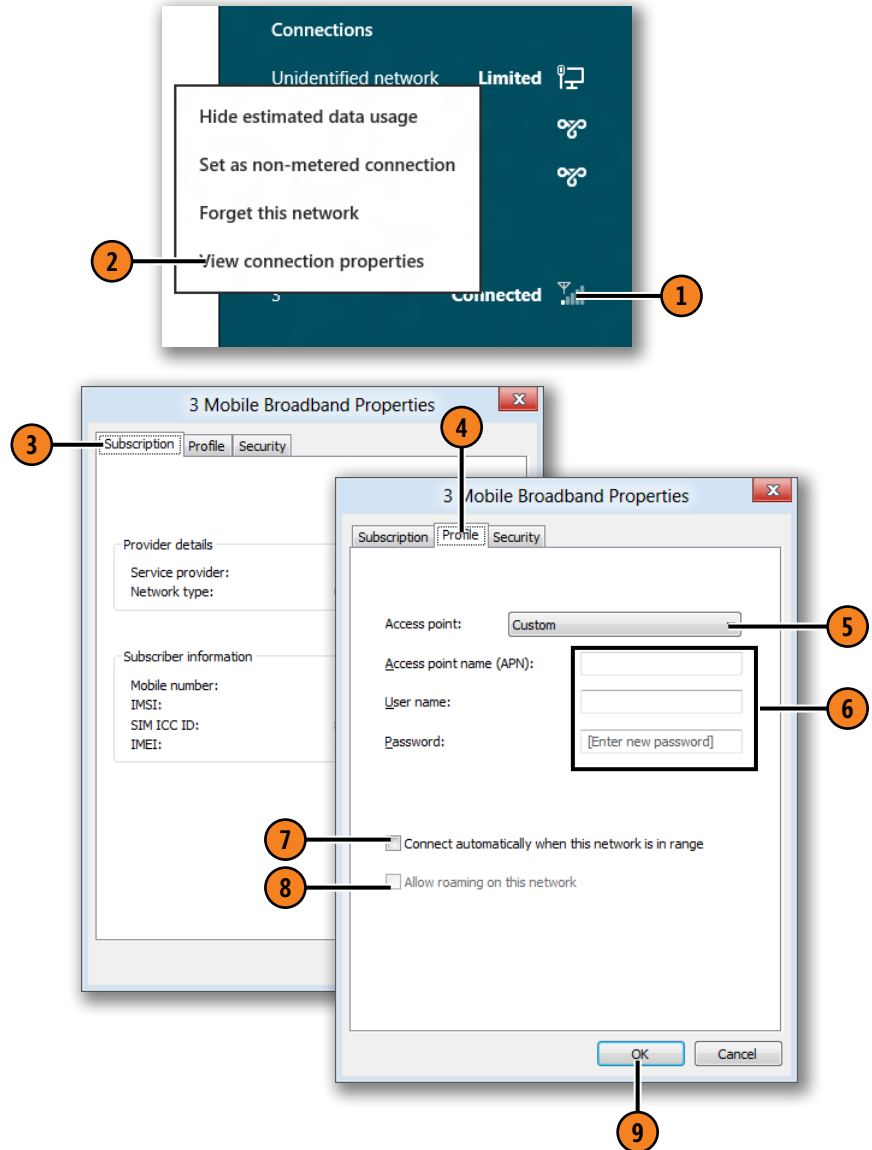 Connections
Unidentified network Limited
Hide estimated data usage
Set as non-metered connection
Forget this network
2 View connection properties
3 Connected 1
3 Mobile Broadband Properties x
4
3 Subscription Profile Security
3 Mobile Broadband Properties x
Subscription Profile Security
Provider details
Service provider:
Network type:
Access point: Custom 5
Subscriber information
Access point name (APN):
Mobile number:
IMSI:
User name: 6
SIM ICC ID:
Password: [Enter new password]
IMEI:
7 Connect automatically when this network is in range
8 Allow roaming on this network
OK Cancel
9